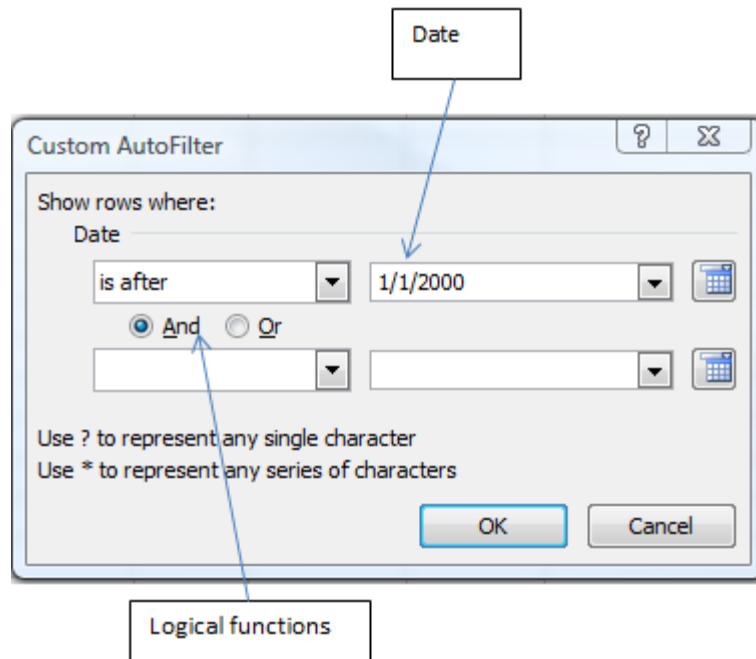 Date
Custom AutoFilter
?
Show rows where:
Date
is after 1/1/2000
And Or
Use ? to represent any single character
Use * to represent any series of characters
OK Cancel
Logical functions